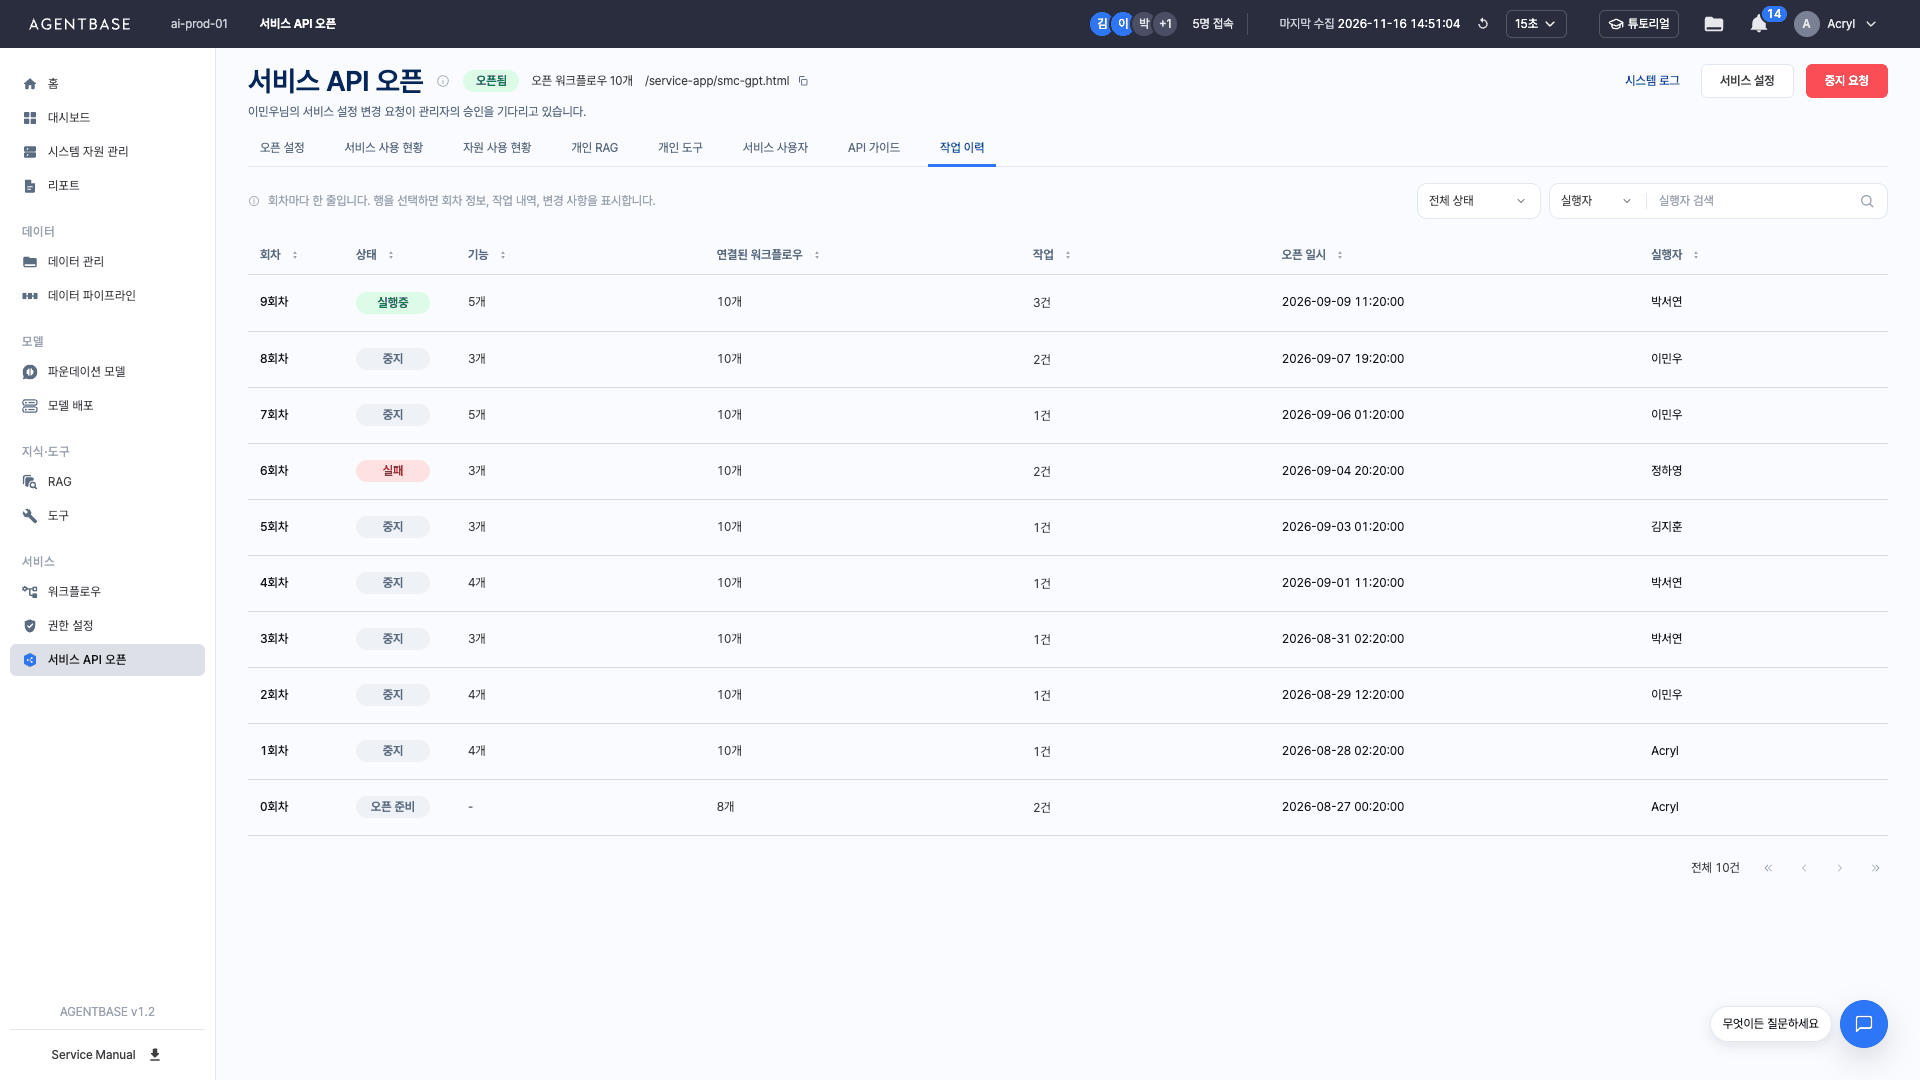 AGENTBASE ai-prod-01 서비스 API 오픈 김 이 박 +1 5명 접속 마지막 수집 2026-11-16 14:51:04 15초 튜토리얼 14 A Acryl
홈
대시보드
시스템 자원 관리
리포트
데이터
데이터 관리
데이터 파이프라인
모델
파운데이션 모델
모델 배포
지식·도구
RAG
도구
서비스
워크플로우
권한 설정
서비스 API 오픈
AGENTBASE v1.2
Service Manual
서비스 API 오픈 오픈됨 오픈 워크플로우 10개 /service-app/smc-gpt.html 시스템 로그 서비스 설정 중지 요청
이민우님의 서비스 설정 변경 요청이 관리자의 승인을 기다리고 있습니다.
오픈 설정 서비스 사용 현황 자원 사용 현황 개인 RAG 개인 도구 서비스 사용자 API 가이드 작업 이력
회차마다 한 줄입니다. 행을 선택하면 회차 정보, 작업 내역, 변경 사항을 표시합니다. 전체 상태 실행자 실행자 검색
회차 상태 기능 연결된 워크플로우 작업 오픈 일시 실행자
9회차 실행중 5개 10개 3건 2026-09-09 11:20:00 박서연
8회차 중지 3개 10개 2건 2026-09-07 19:20:00 이민우
7회차 중지 5개 10개 1건 2026-09-06 01:20:00 이민우
6회차 실패 3개 10개 2건 2026-09-04 20:20:00 정하영
5회차 중지 3개 10개 1건 2026-09-03 01:20:00 김지훈
4회차 중지 4개 10개 1건 2026-09-01 11:20:00 박서연
3회차 중지 3개 10개 1건 2026-08-31 02:20:00 박서연
2회차 중지 4개 10개 1건 2026-08-29 12:20:00 이민우
1회차 중지 4개 10개 1건 2026-08-28 02:20:00 Acryl
0회차 오픈 준비 - 8개 2건 2026-08-27 00:20:00 Acryl
전체 10건
무엇이든 질문하세요